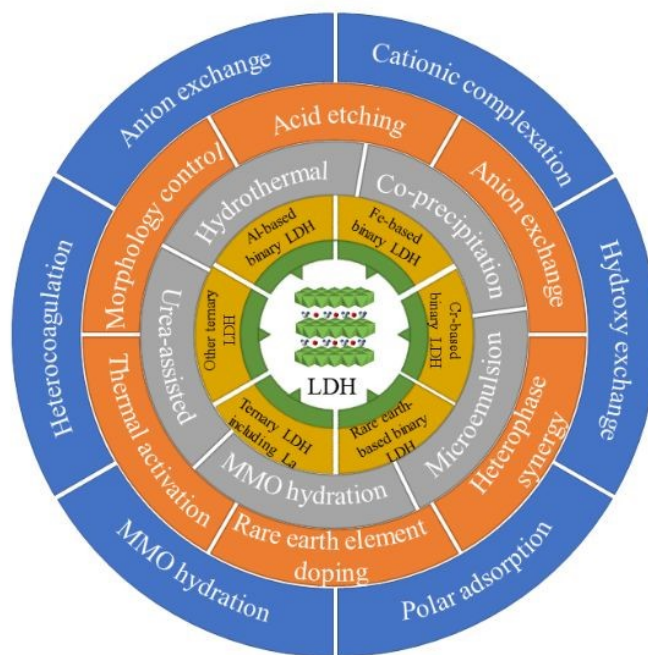 Anion exchange
Cationic complexation
Hydroxy exchange
Polar adsorption
MMO hydration
Heterocoagulation
Acid etching
Anion exchange
Heterophase
synergy
Rare earth element
doping
Thermal activation
Morphology control
Hydrothermal
Co-precipitation
Microemulsion
MMO hydration
Urea-assisted
Al-based
binary LDH
Fe-based
binary LDH
Cr-based
binary LDH
Rare earth-
based binary
LDH
Ternary LDH
including La
Other ternary
LDH
LDH